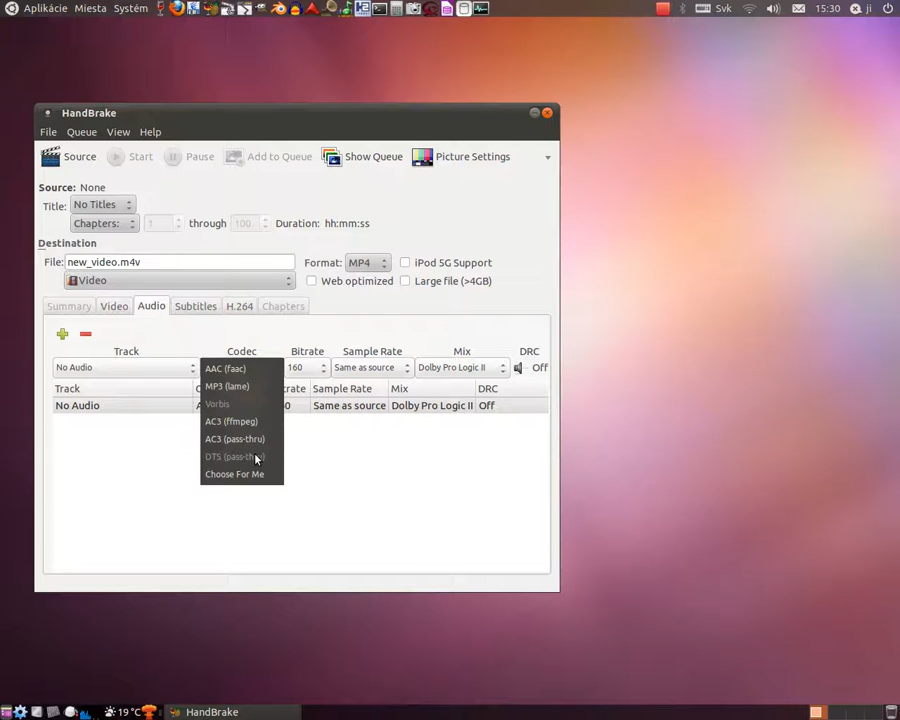 Aplikácie Miesta Systém Svk 15:30 ji
HandBrake
File Queue View Help
Source Start Pause Add to Queue Show Queue Picture Settings
Source: None
Title: No Titles
Chapters: 1 through 100 Duration: hh:mm:ss
Destination
File: new_video.m4v Format: MP4 iPod 5G Support
Video Web optimized Large file (>4GB)
Summary Video Audio Subtitles H.264 Chapters
Track Codec Bitrate Sample Rate Mix DRC
No Audio AAC (faac) 160 Same as source Dolby Pro Logic II Off
MP3 (lame)
Track Sample Rate Mix DRC
Vorbis
No Audio Same as source Dolby Pro Logic II Off
AC3 (ffmpeg)
AC3 (pass-thru)
DTS (pass-thru)
Choose For Me
19 °C HandBrake